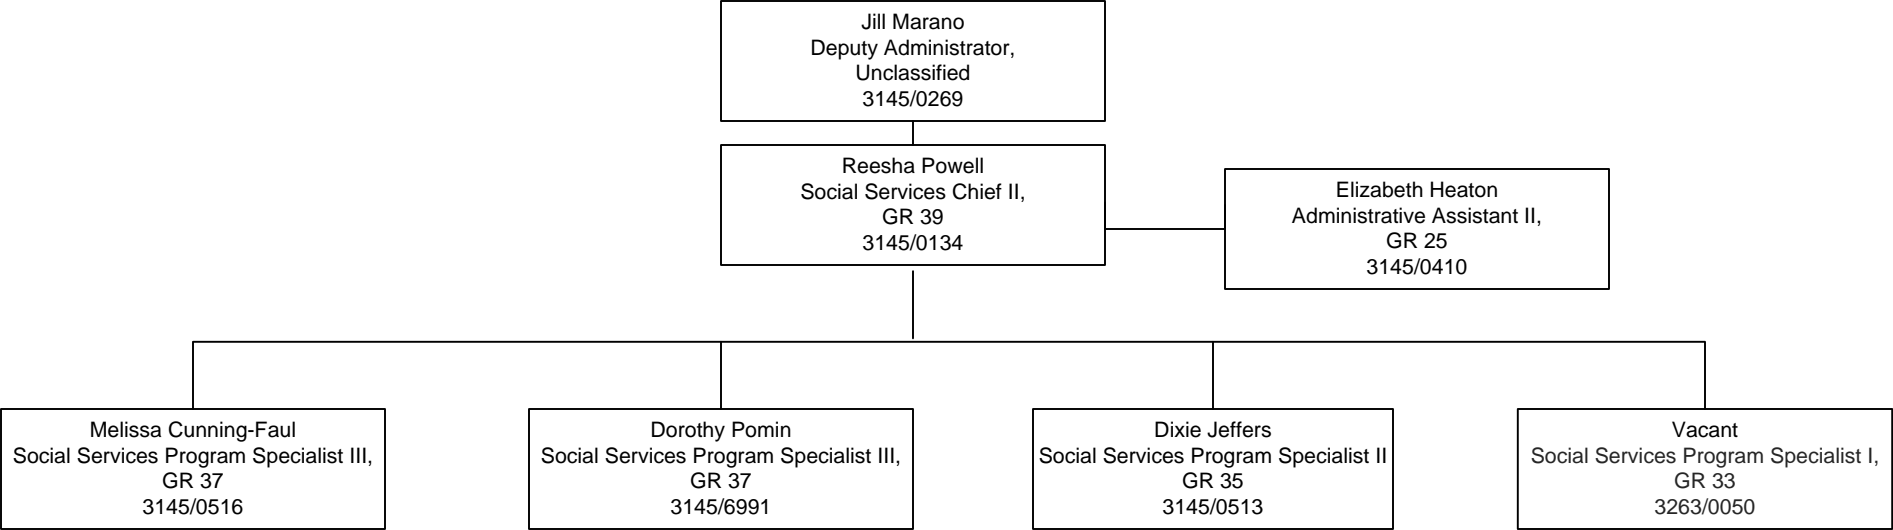 Jill Marano
Deputy Administrator,
Unclassified
3145/0269
Reesha Powell
Social Services Chief II,
GR 39
3145/0134
Elizabeth Heaton
Administrative Assistant II,
GR 25
3145/0410
Melissa Cunning-Faul
Social Services Program Specialist III,
GR 37
3145/0516
Dorothy Pomin
Social Services Program Specialist III,
GR 37
3145/6991
Dixie Jeffers
Social Services Program Specialist II
GR 35
3145/0513
Vacant
Social Services Program Specialist I,
GR 33
3263/0050